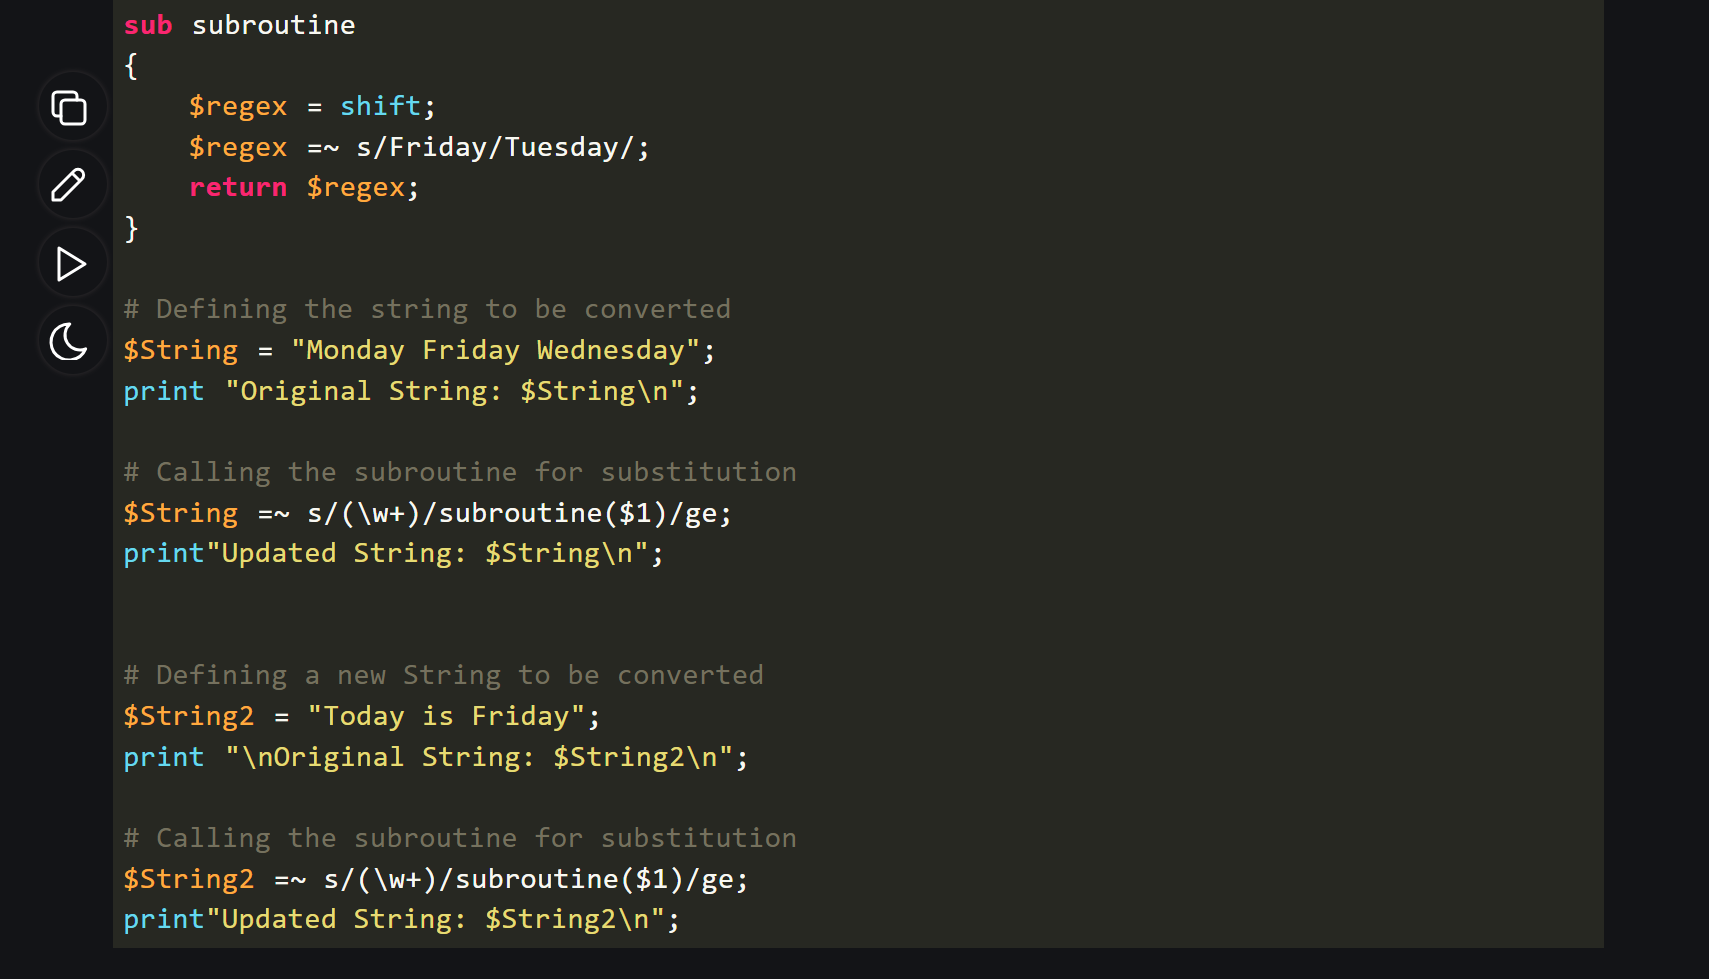 sub subroutine
{
    $regex = shift;
    $regex =~ s/Friday/Tuesday/;
    return $regex;
}
# Defining the string to be converted
$String = "Monday Friday Wednesday";
print "Original String: $String\n";
# Calling the subroutine for substitution
$String =~ s/(\w+)/subroutine($1)/ge;
print"Updated String: $String\n";
# Defining a new String to be converted
$String2 = "Today is Friday";
print "\nOriginal String: $String2\n";
# Calling the subroutine for substitution
$String2 =~ s/(\w+)/subroutine($1)/ge;
print"Updated String: $String2\n";